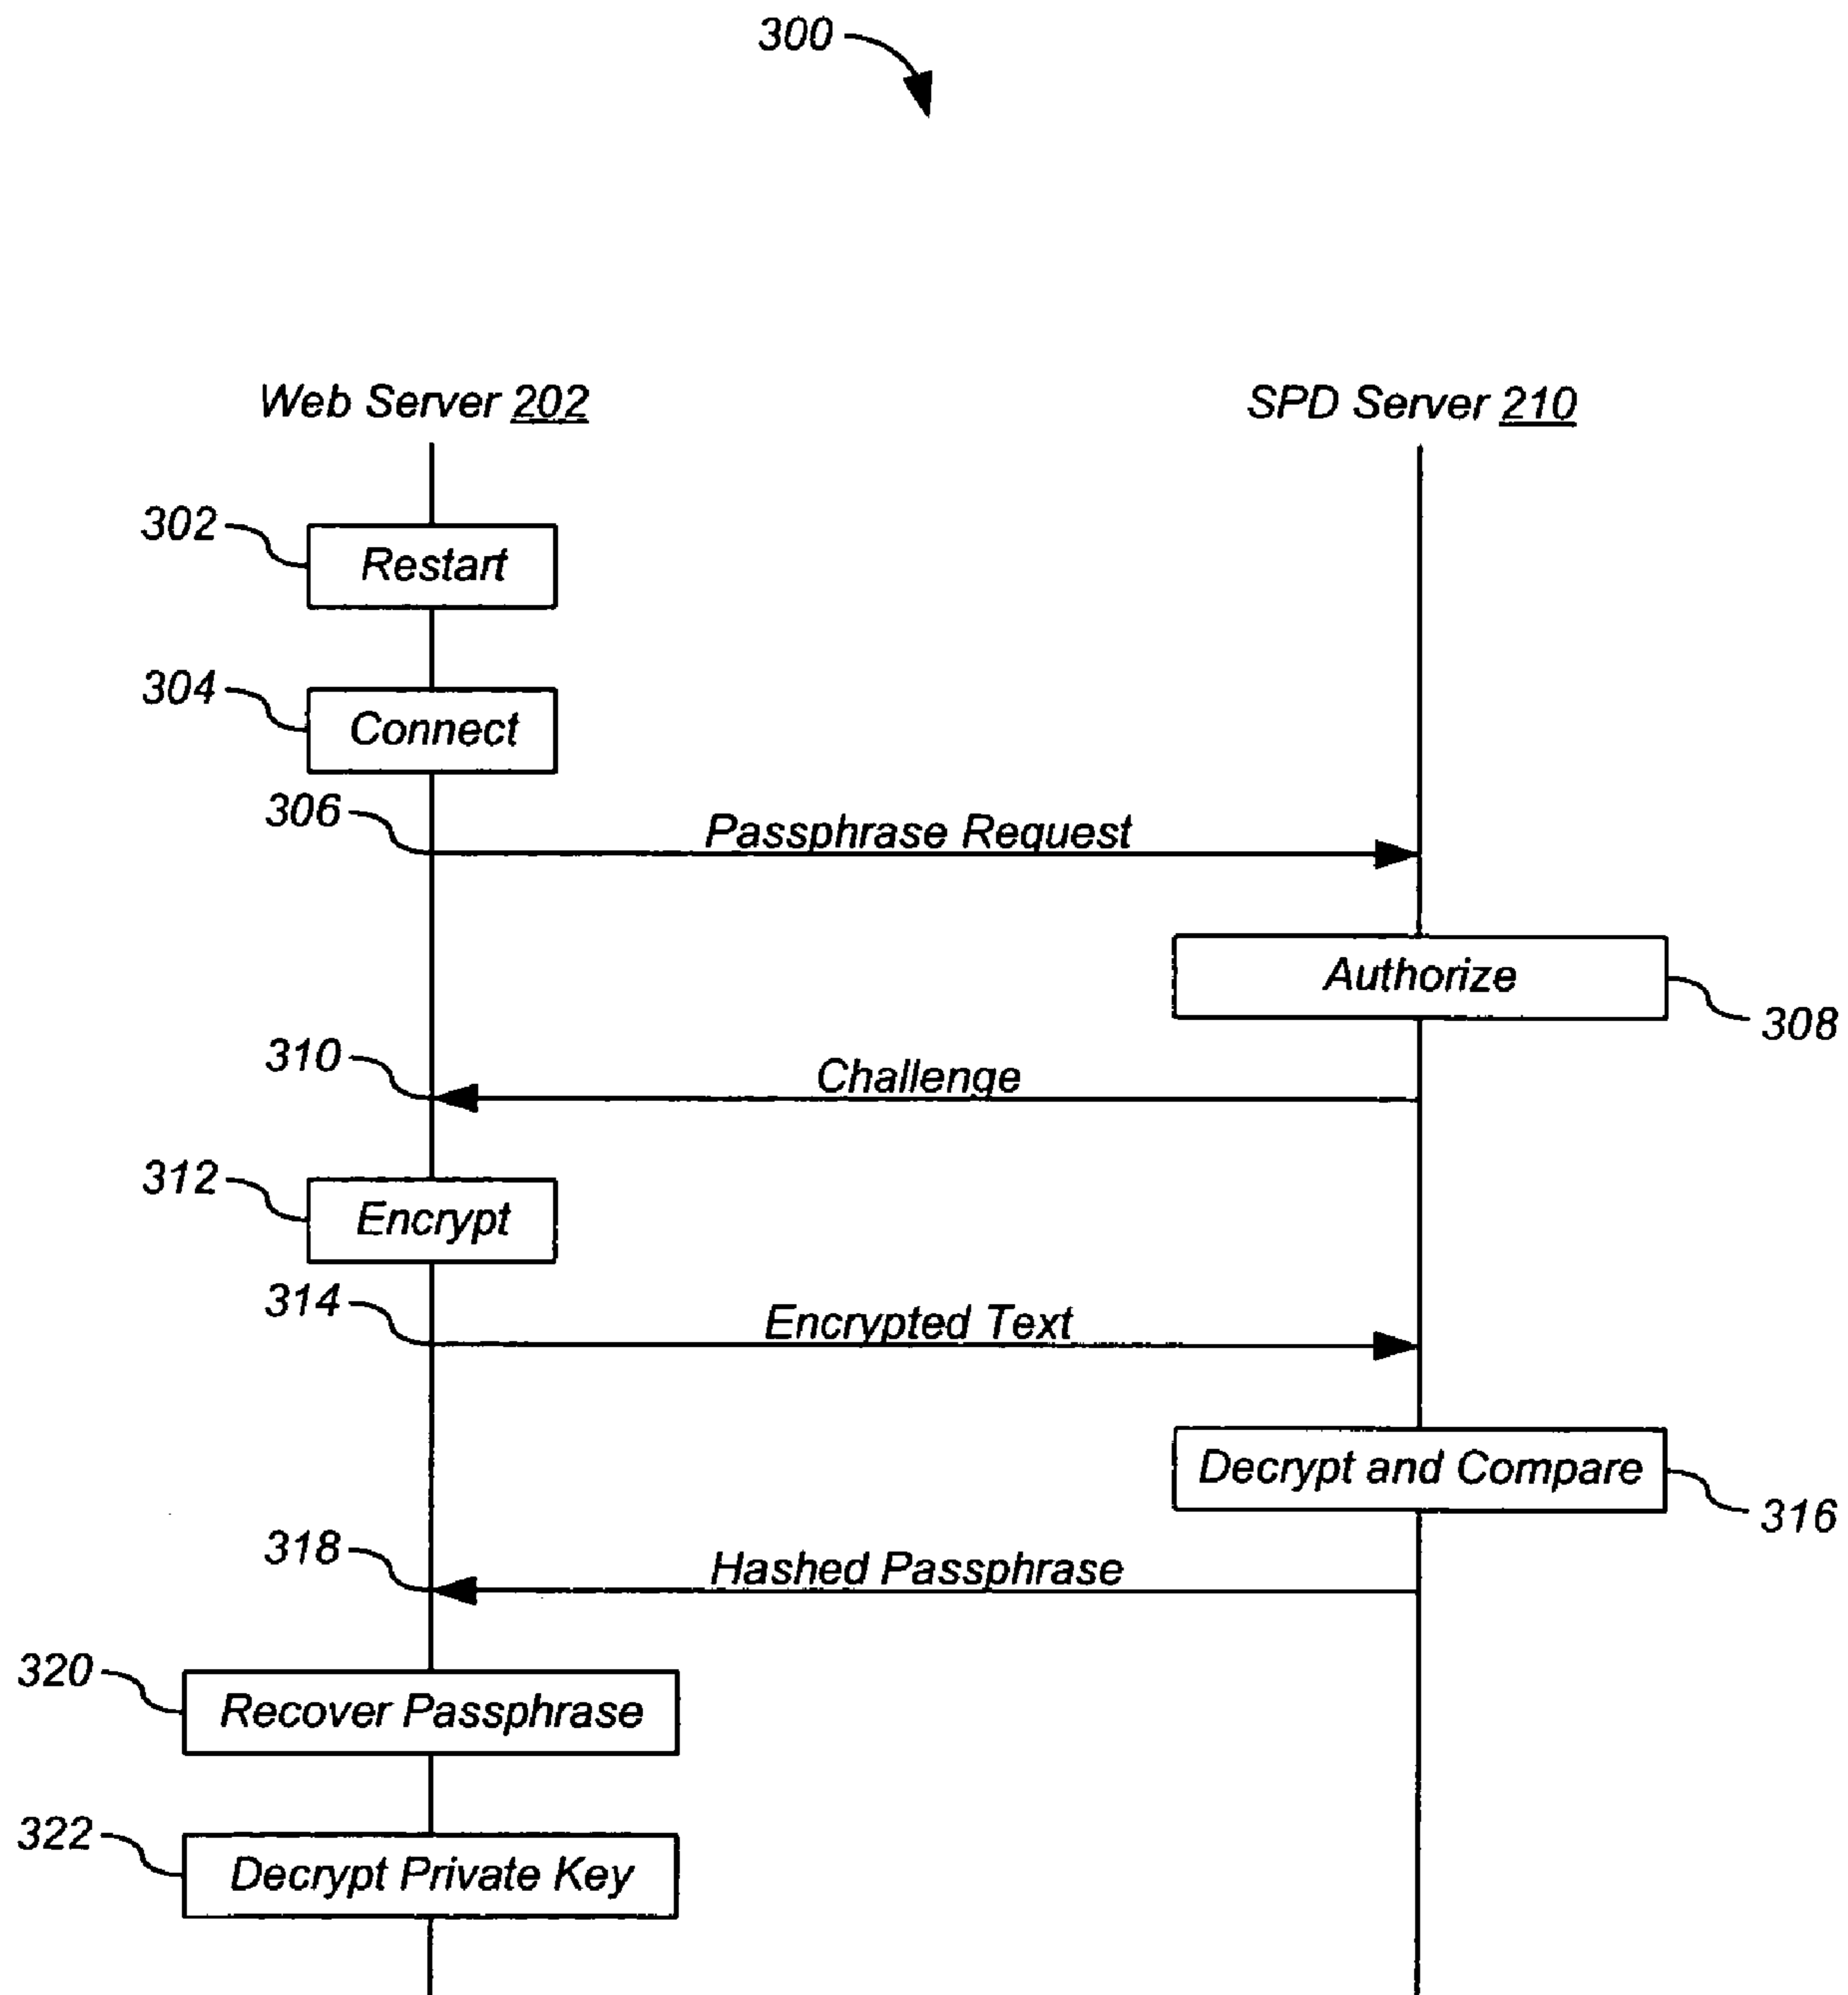 300
Web Server 202
SPD Server 210
302
Restart
304
Connect
306
Passphrase Request
Authorize
308
310
Challenge
312
Encrypt
314
Encrypted Text
Decrypt and Compare
316
318
Hashed Passphrase
320
Recover Passphrase
322
Decrypt Private Key